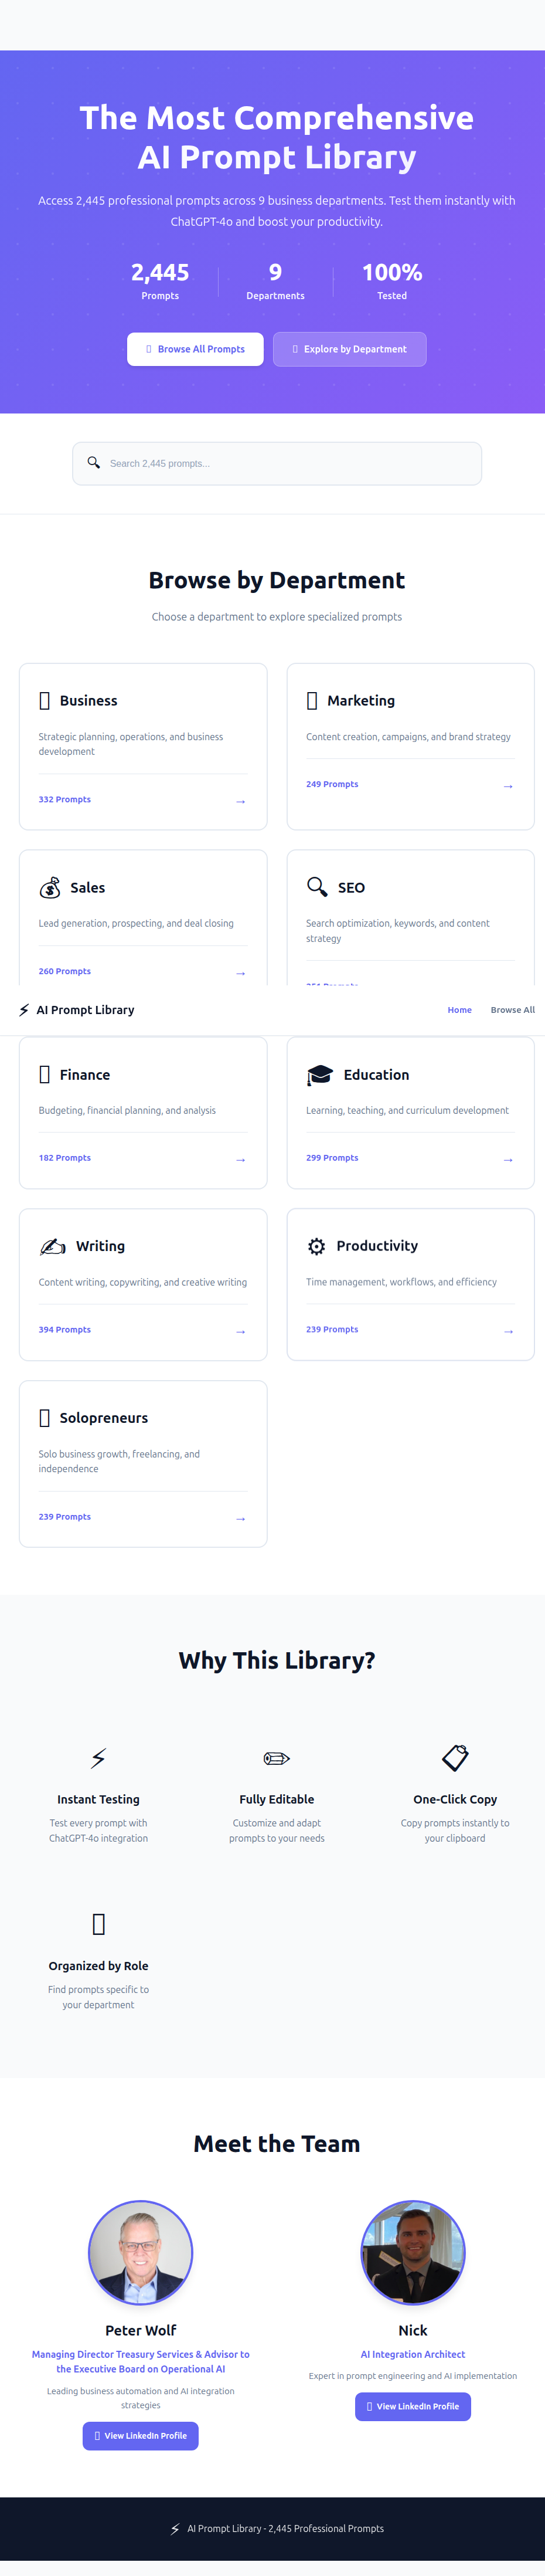 The Most Comprehensive
AI Prompt Library
Access 2,445 professional prompts across 9 business departments. Test them instantly with
ChatGPT-4o and boost your productivity.
2,445
Prompts
9
Departments
100%
Tested
Browse All Prompts
Explore by Department
Search 2,445 prompts...
Browse by Department
Choose a department to explore specialized prompts
Business
Strategic planning, operations, and business
development
332 Prompts →
Marketing
Content creation, campaigns, and brand strategy
249 Prompts →
Sales
Lead generation, prospecting, and deal closing
260 Prompts →
SEO
Search optimization, keywords, and content
strategy
AI Prompt Library
Home
Browse All
Finance
Budgeting, financial planning, and analysis
182 Prompts →
Education
Learning, teaching, and curriculum development
299 Prompts →
Writing
Content writing, copywriting, and creative writing
394 Prompts →
Productivity
Time management, workflows, and efficiency
239 Prompts →
Solopreneurs
Solo business growth, freelancing, and
independence
239 Prompts →
Why This Library?
Instant Testing
Test every prompt with
ChatGPT-4o integration
Fully Editable
Customize and adapt
prompts to your needs
One-Click Copy
Copy prompts instantly to
your clipboard
Organized by Role
Find prompts specific to
your department
Meet the Team
Peter Wolf
Managing Director Treasury Services & Advisor to
the Executive Board on Operational AI
Leading business automation and AI integration
strategies
View LinkedIn Profile
Nick
AI Integration Architect
Expert in prompt engineering and AI implementation
View LinkedIn Profile
AI Prompt Library - 2,445 Professional Prompts